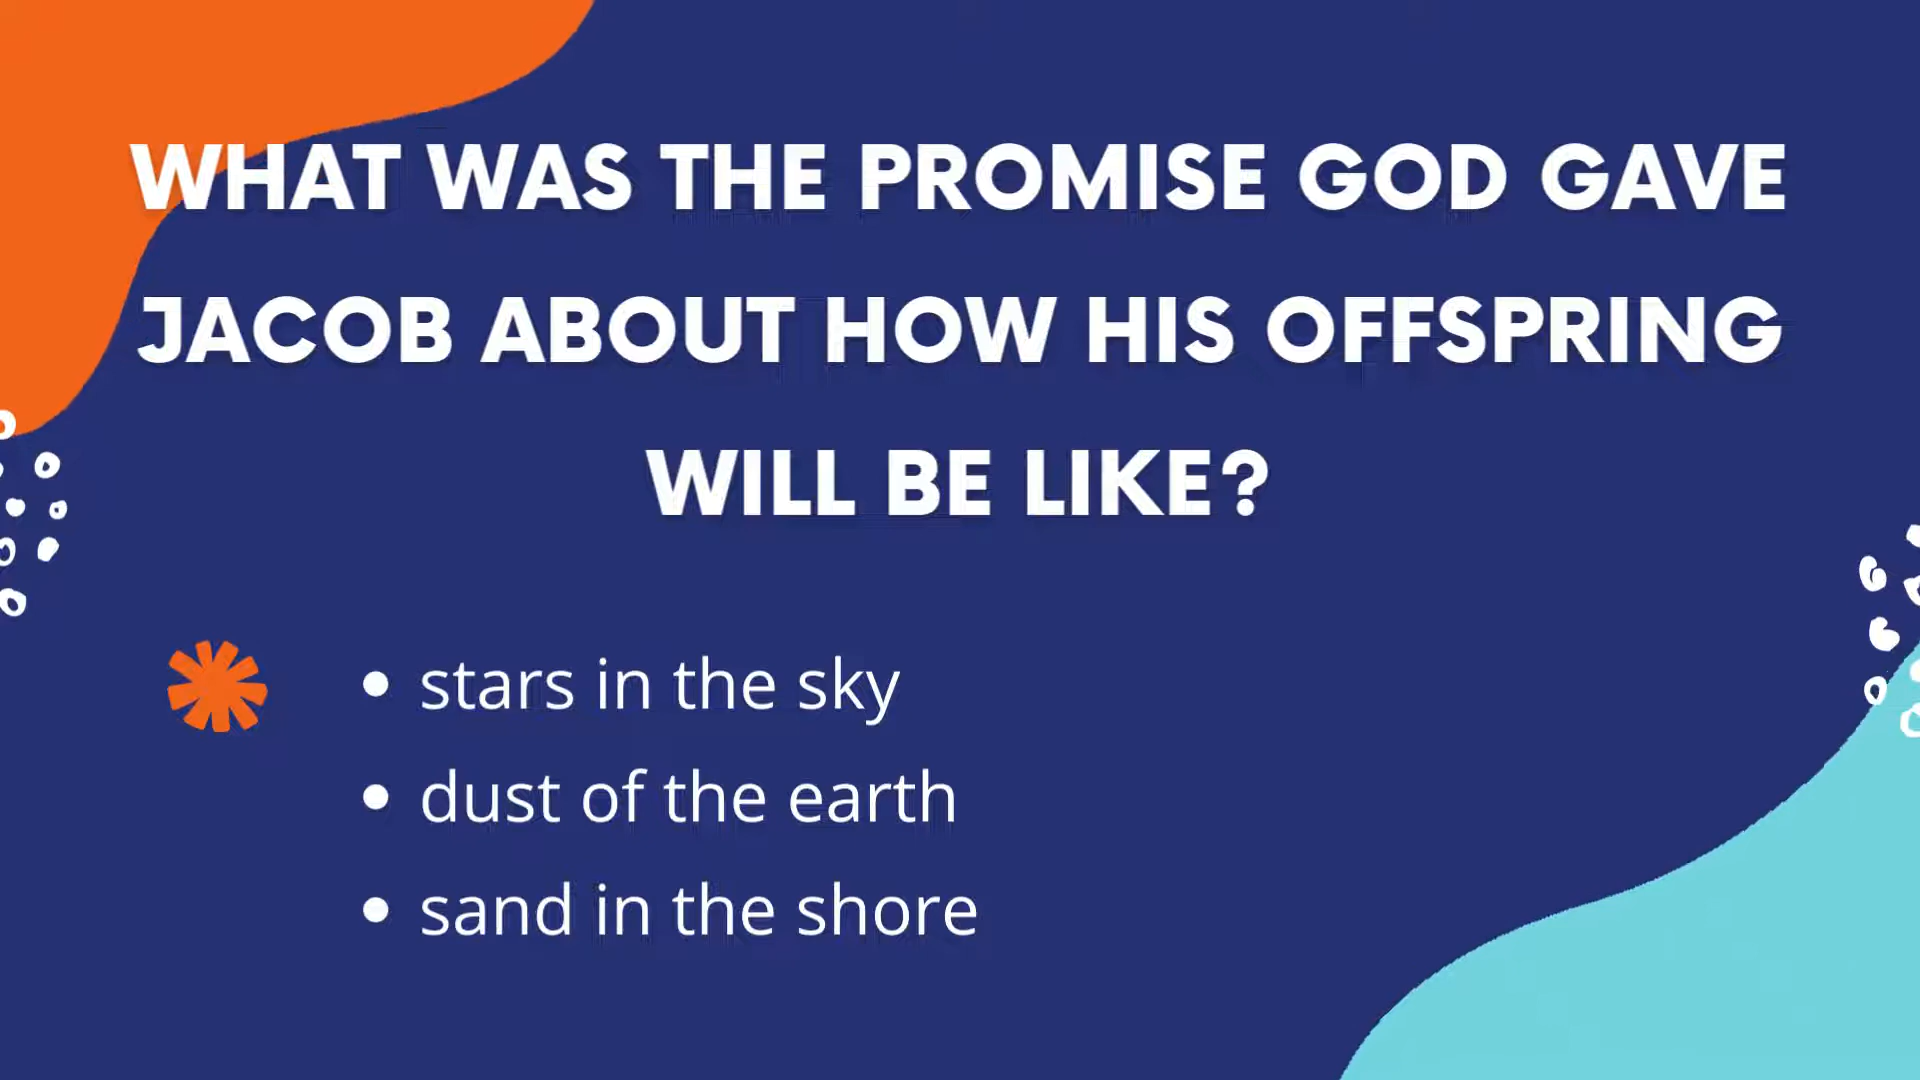 WHAT WAS THE PROMISE GOD GAVE
JACOB ABOUT HOW HIS OFFSPRING
WILL BE LIKE?
• stars in the sky
• dust of the earth
• sand in the shore